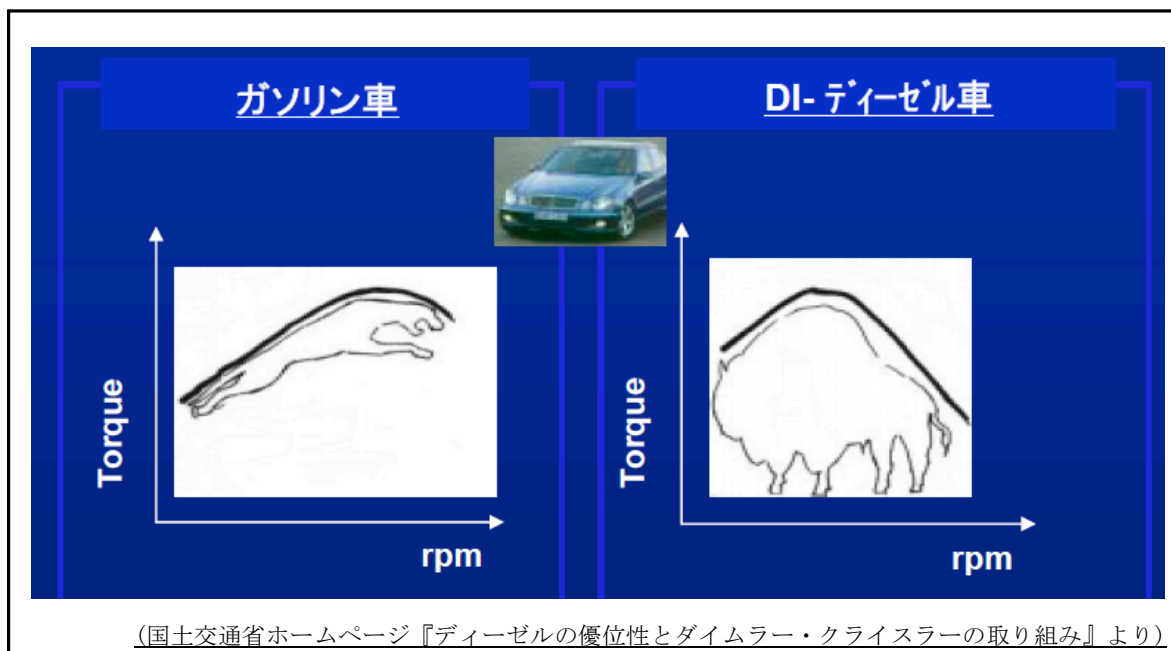 ガソリン車
DI- ディーゼル車
Torque
rpm
Torque
rpm
(国土交通省ホームページ『ディーゼルの優位性とダイムラー・クライスラーの取り組み』より)